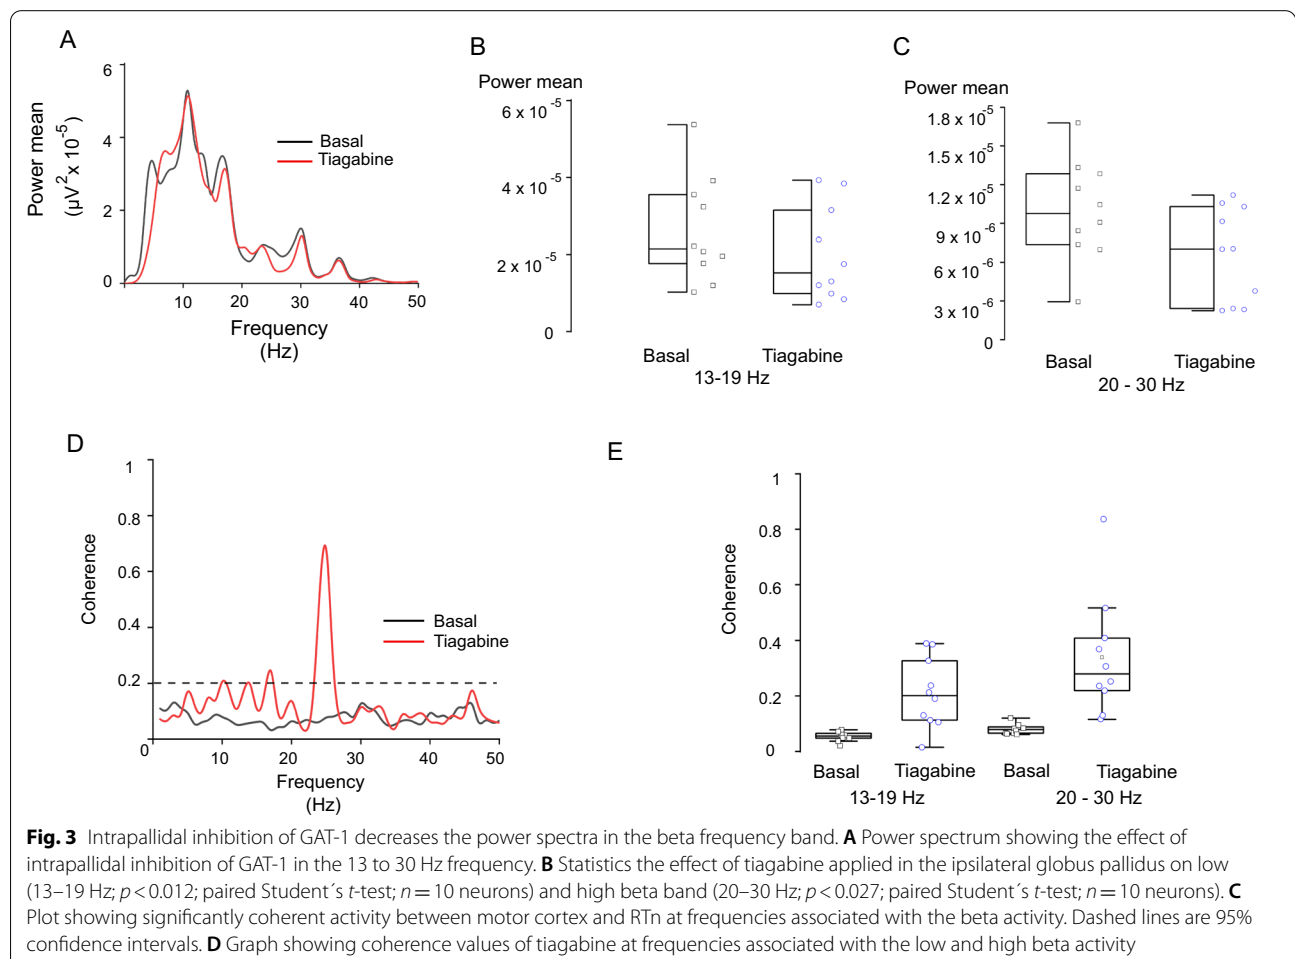 A
Power mean
(µV² x 10⁻⁵)
6
4
2
0
10
20
30
40
50
Basal
Tiagabine
Frequency
(Hz)
B
Power mean
6 x 10⁻⁵
4 x 10⁻⁵
2 x 10⁻⁵
0
Basal
Tiagabine
13-19 Hz
C
Power mean
1.8 x 10⁻⁵
1.5 x 10⁻⁵
1.2 x 10⁻⁵
9 x 10⁻⁶
6 x 10⁻⁶
3 x 10⁻⁶
0
Basal
Tiagabine
20 - 30 Hz
D
Coherence
1
0.8
0.6
0.4
0.2
0
10
20
30
40
50
Basal
Tiagabine
Frequency
(Hz)
E
Coherence
1
0.8
0.6
0.4
0.2
0
Basal
Tiagabine
Basal
Tiagabine
13-19 Hz
20 - 30 Hz
Fig. 3 Intrapallidal inhibition of GAT-1 decreases the power spectra in the beta frequency band. A Power spectrum showing the effect of
intrapallidal inhibition of GAT-1 in the 13 to 30 Hz frequency. B Statistics the effect of tiagabine applied in the ipsilateral globus pallidus on low
(13–19 Hz; p < 0.012; paired Student´s t-test; n = 10 neurons) and high beta band (20–30 Hz; p < 0.027; paired Student´s t-test; n = 10 neurons). C
Plot showing significantly coherent activity between motor cortex and RTn at frequencies associated with the beta activity. Dashed lines are 95%
confidence intervals. D Graph showing coherence values of tiagabine at frequencies associated with the low and high beta activity